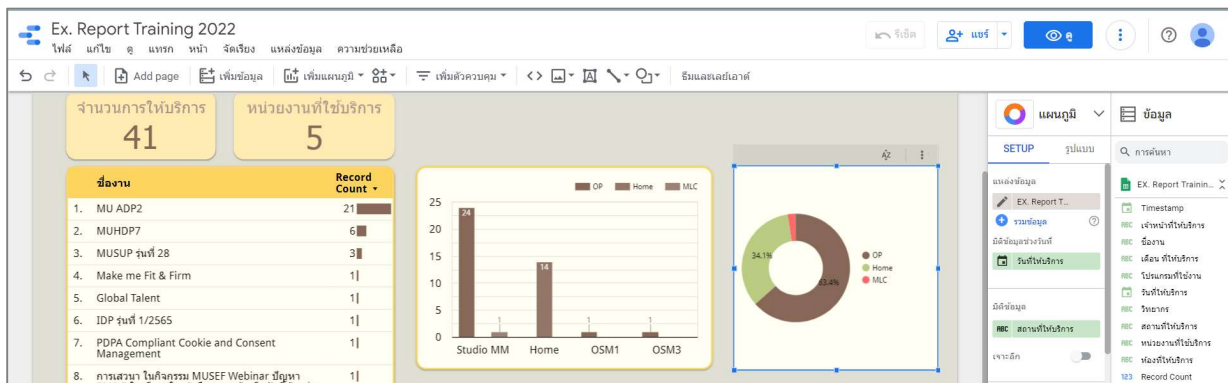 Ex. Report Training 2022
ไฟล์ แก้ไข ดู แทรก หน้า จัดเรียง แหล่งข้อมูล ความช่วยเหลือ
รีเซ็ต
แชร์
ดู
Add page
เพิ่มข้อมูล
เพิ่มแผนภูมิ
เพิ่มตัวควบคุม
ธีมและเลย์เอาต์
จำนวนการให้บริการ
41
หน่วยงานที่ใช้บริการ
5
ชื่องาน
Record Count
1. MU ADP2 21
2. MUHDP7 6
3. MUSUP รุ่นที่ 28 3
4. Make me Fit & Firm 1
5. Global Talent 1
6. IDP รุ่นที่ 1/2565 1
7. PDPA Compliant Cookie and Consent 1
Management
8. การเสวนา ในกิจกรรม MUSEF Webinar ปัญหา 1
OP Home MLC
25
20
15
10
5
0
24
1
14
1
1
Studio MM Home OSM1 OSM3
34.1%
63.4%
OP
Home
MLC
แผนภูมิ
SETUP รูปแบบ
แหล่งข้อมูล
EX. Report T...
รวมข้อมูล
มิติข้อมูลช่วงวันที่
วันที่ให้บริการ
มิติข้อมูล
ABC สถานที่ให้บริการ
เจาะลึก
ข้อมูล
การค้นหา
EX. Report Trainin...
Timestamp
ABC เจ้าหน้าที่ให้บริการ
ABC ชื่องาน
ABC เดือน ที่ให้บริการ
ABC โปรแกรมที่ใช้งาน
วันที่ให้บริการ
ABC วิทยากร
ABC สถานที่ให้บริการ
ABC หน่วยงานที่ใช้บริการ
ABC ห้องที่ให้บริการ
123 Record Count